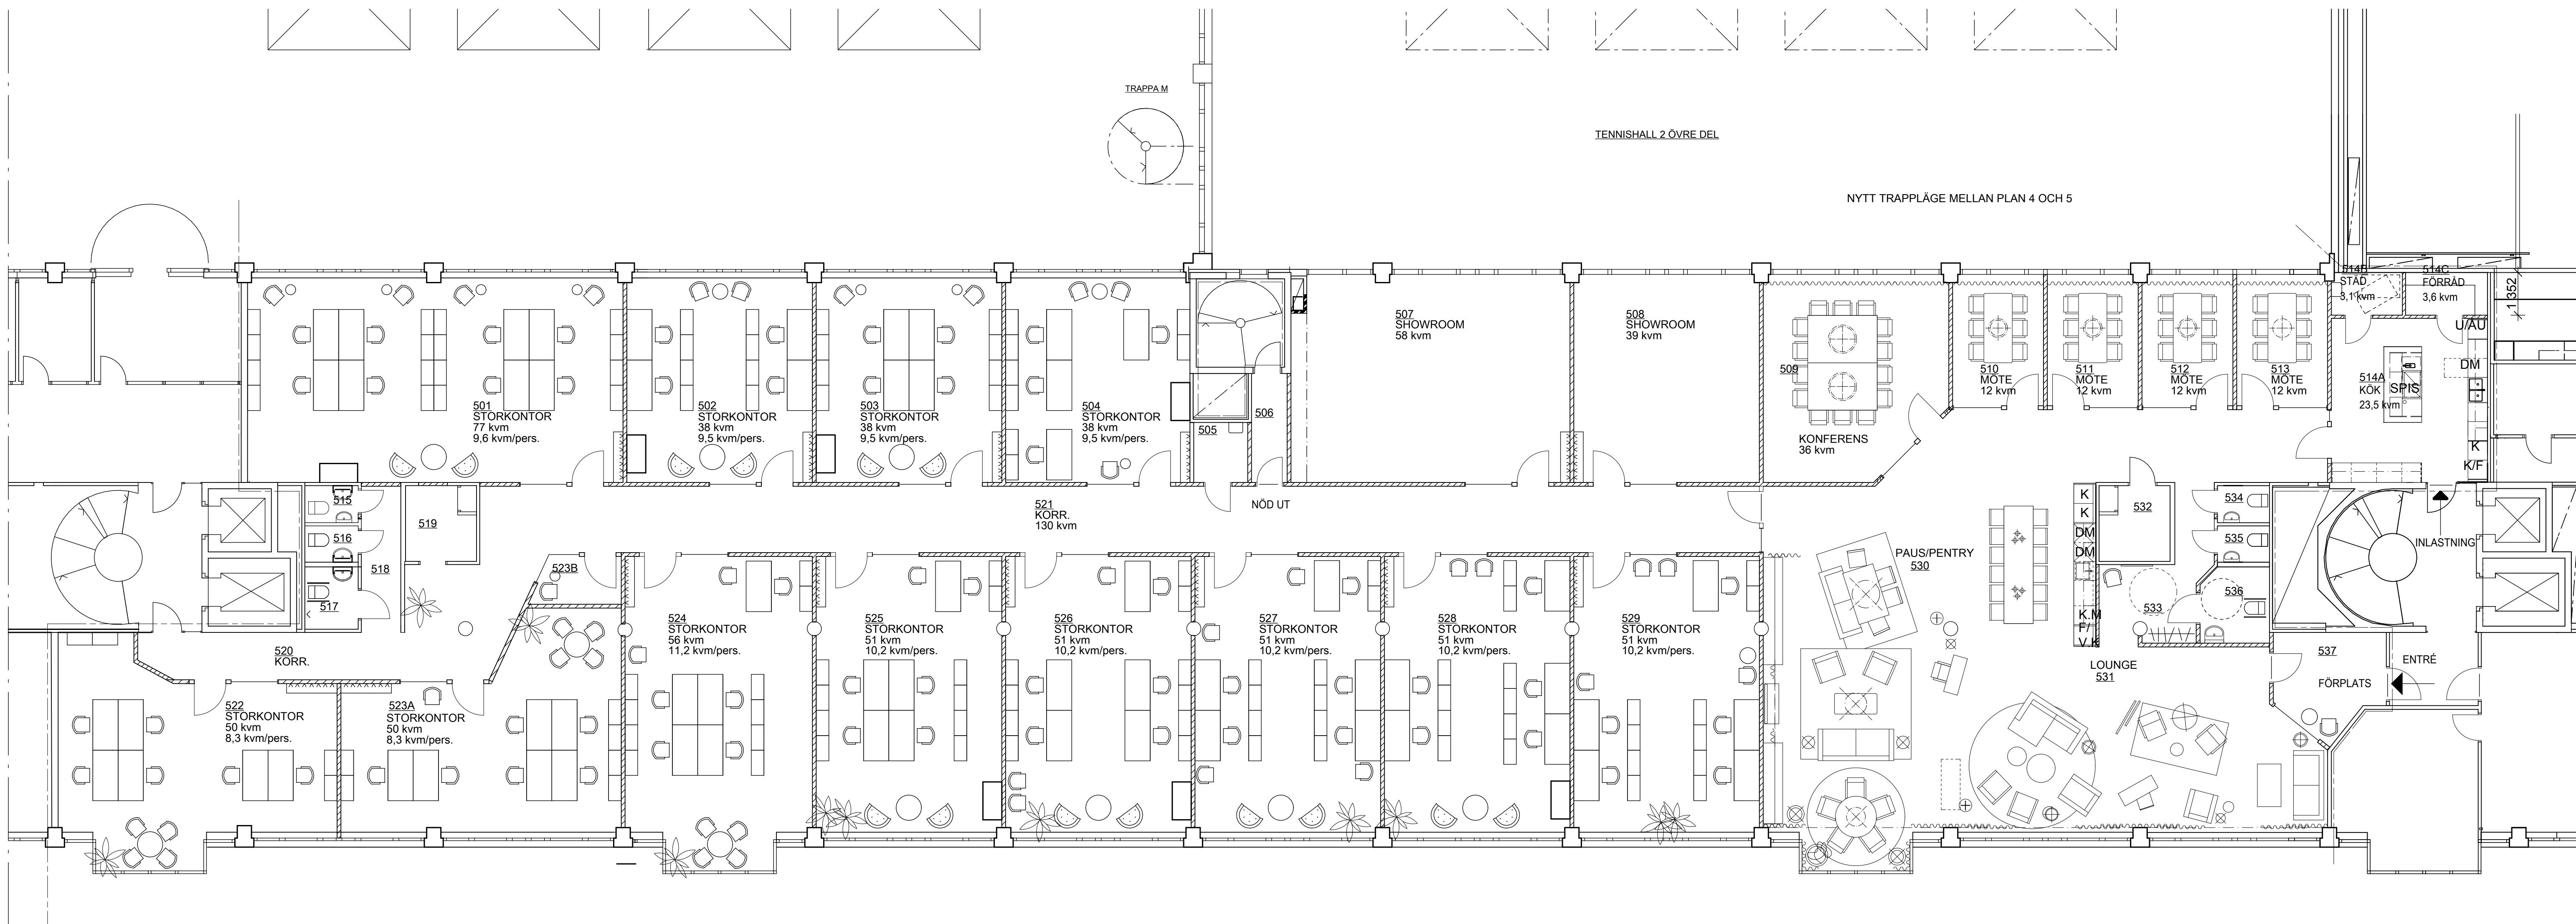 TRAPPA M
TENNISHALL 2 ÖVRE DEL
NYTT TRAPPLÄGE MELLAN PLAN 4 OCH 5
501
STORKONTOR
77 kvm
9,6 kvm/pers.
502
STORKONTOR
38 kvm
9,5 kvm/pers.
503
STORKONTOR
38 kvm
9,5 kvm/pers.
504
STORKONTOR
38 kvm
9,5 kvm/pers.
505
506
507
SHOWROOM
58 kvm
508
SHOWROOM
39 kvm
509
KONFERENS
36 kvm
510
MÖTE
12 kvm
511
MÖTE
12 kvm
512
MÖTE
12 kvm
513
MÖTE
12 kvm
514B
STÄD
3,1 kvm
514C
FÖRRÅD
3,6 kvm
1 352
U/AU
DM
514A
KÖK
23,5 kvm
SPIS
K
K/F
515
516
517
518
519
520
KORR.
521
KORR.
130 kvm
NÖD UT
522
STORKONTOR
50 kvm
8,3 kvm/pers.
523A
STORKONTOR
50 kvm
8,3 kvm/pers.
523B
524
STORKONTOR
56 kvm
11,2 kvm/pers.
525
STORKONTOR
51 kvm
10,2 kvm/pers.
526
STORKONTOR
51 kvm
10,2 kvm/pers.
527
STORKONTOR
51 kvm
10,2 kvm/pers.
528
STORKONTOR
51 kvm
10,2 kvm/pers.
529
STORKONTOR
51 kvm
10,2 kvm/pers.
PAUS/PENTRY
530
K
K
DM
DM
K.M
F/
V.K
LOUNGE
531
532
533
534
535
536
INLASTNING
537
ENTRÉ
FÖRPLATS